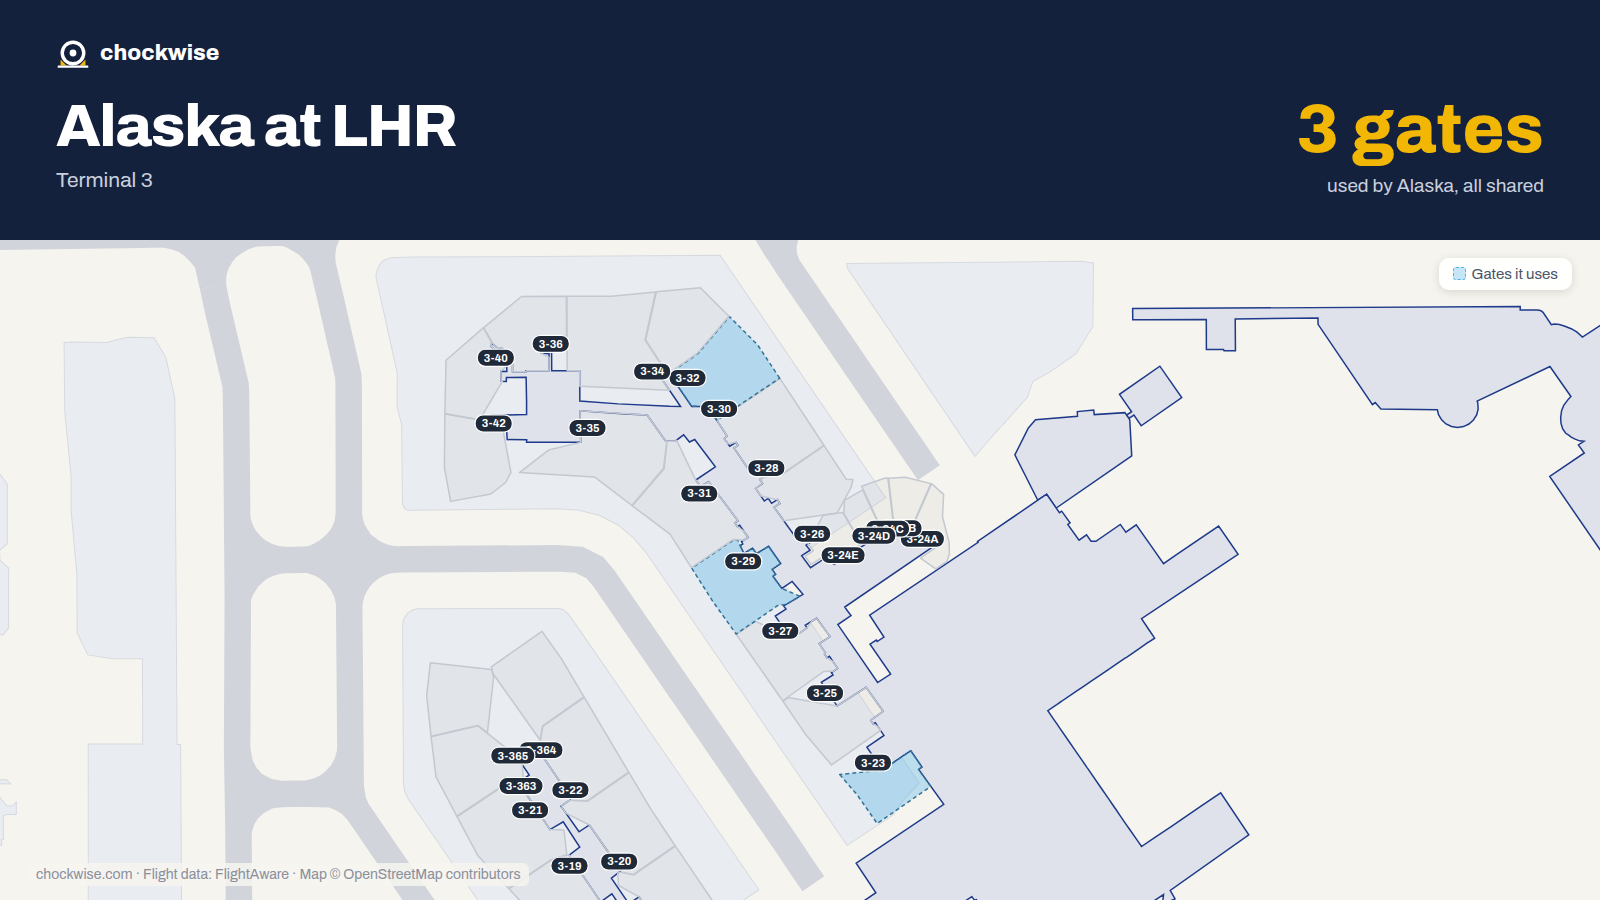 chockwise
Alaska at LHR
Terminal 3
3 gates
used by Alaska, all shared
Gates it uses
3-36
3-40
3-34
3-32
3-30
3-42
3-35
3-28
3-31
3-26
3-24D
3-24A
3-24E
3-29
3-27
3-25
3-23
3-365
3-363
3-22
3-21
3-20
3-19
chockwise.com · Flight data: FlightAware · Map © OpenStreetMap contributors